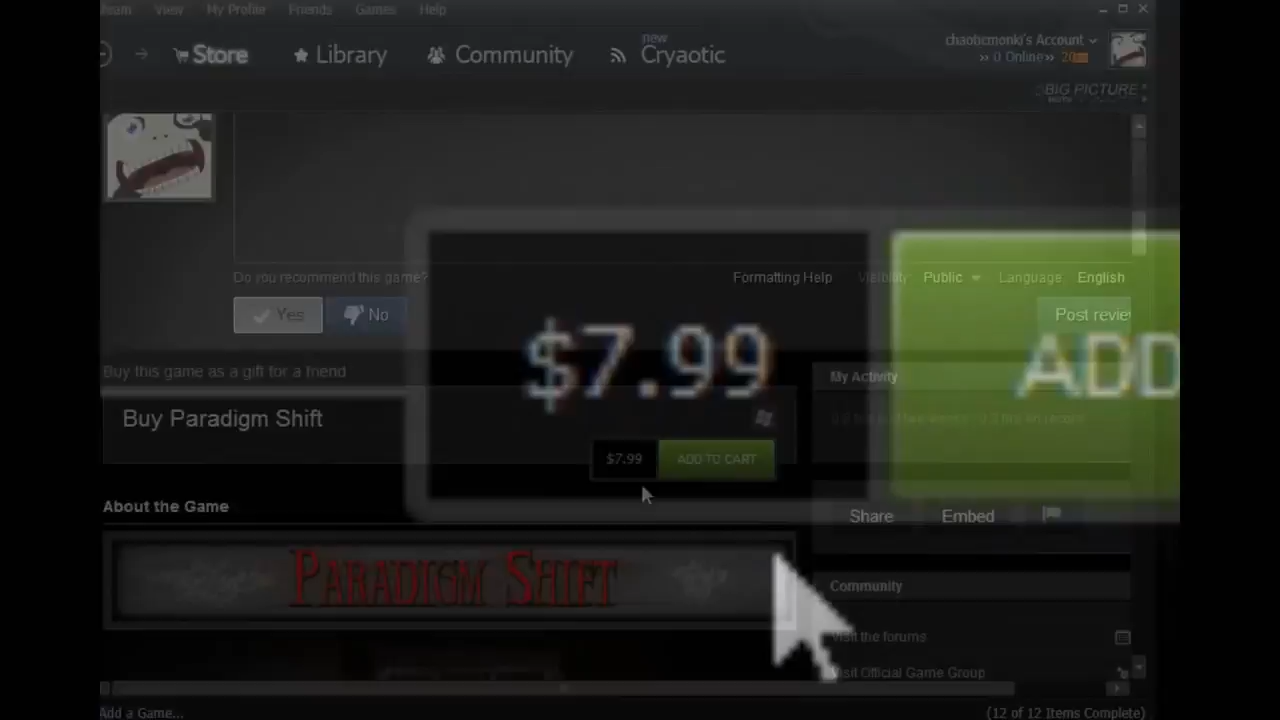 View My Profile Friends Games Help
Store Library Community new Cryaotic
chaoticmonki's Account
0 Online
BIG PICTURE
Do you recommend this game?
Formatting Help Visibility Public Language English
Yes No Post review
$7.99 ADD
Buy this game as a gift for a friend
My Activity
Buy Paradigm Shift
$7.99 ADD TO CART
About the Game
Share Embed
PARADIGM SHIFT
Community
Visit the forums
Visit Official Game Group
Add a Game... (12 of 12 Items Complete)